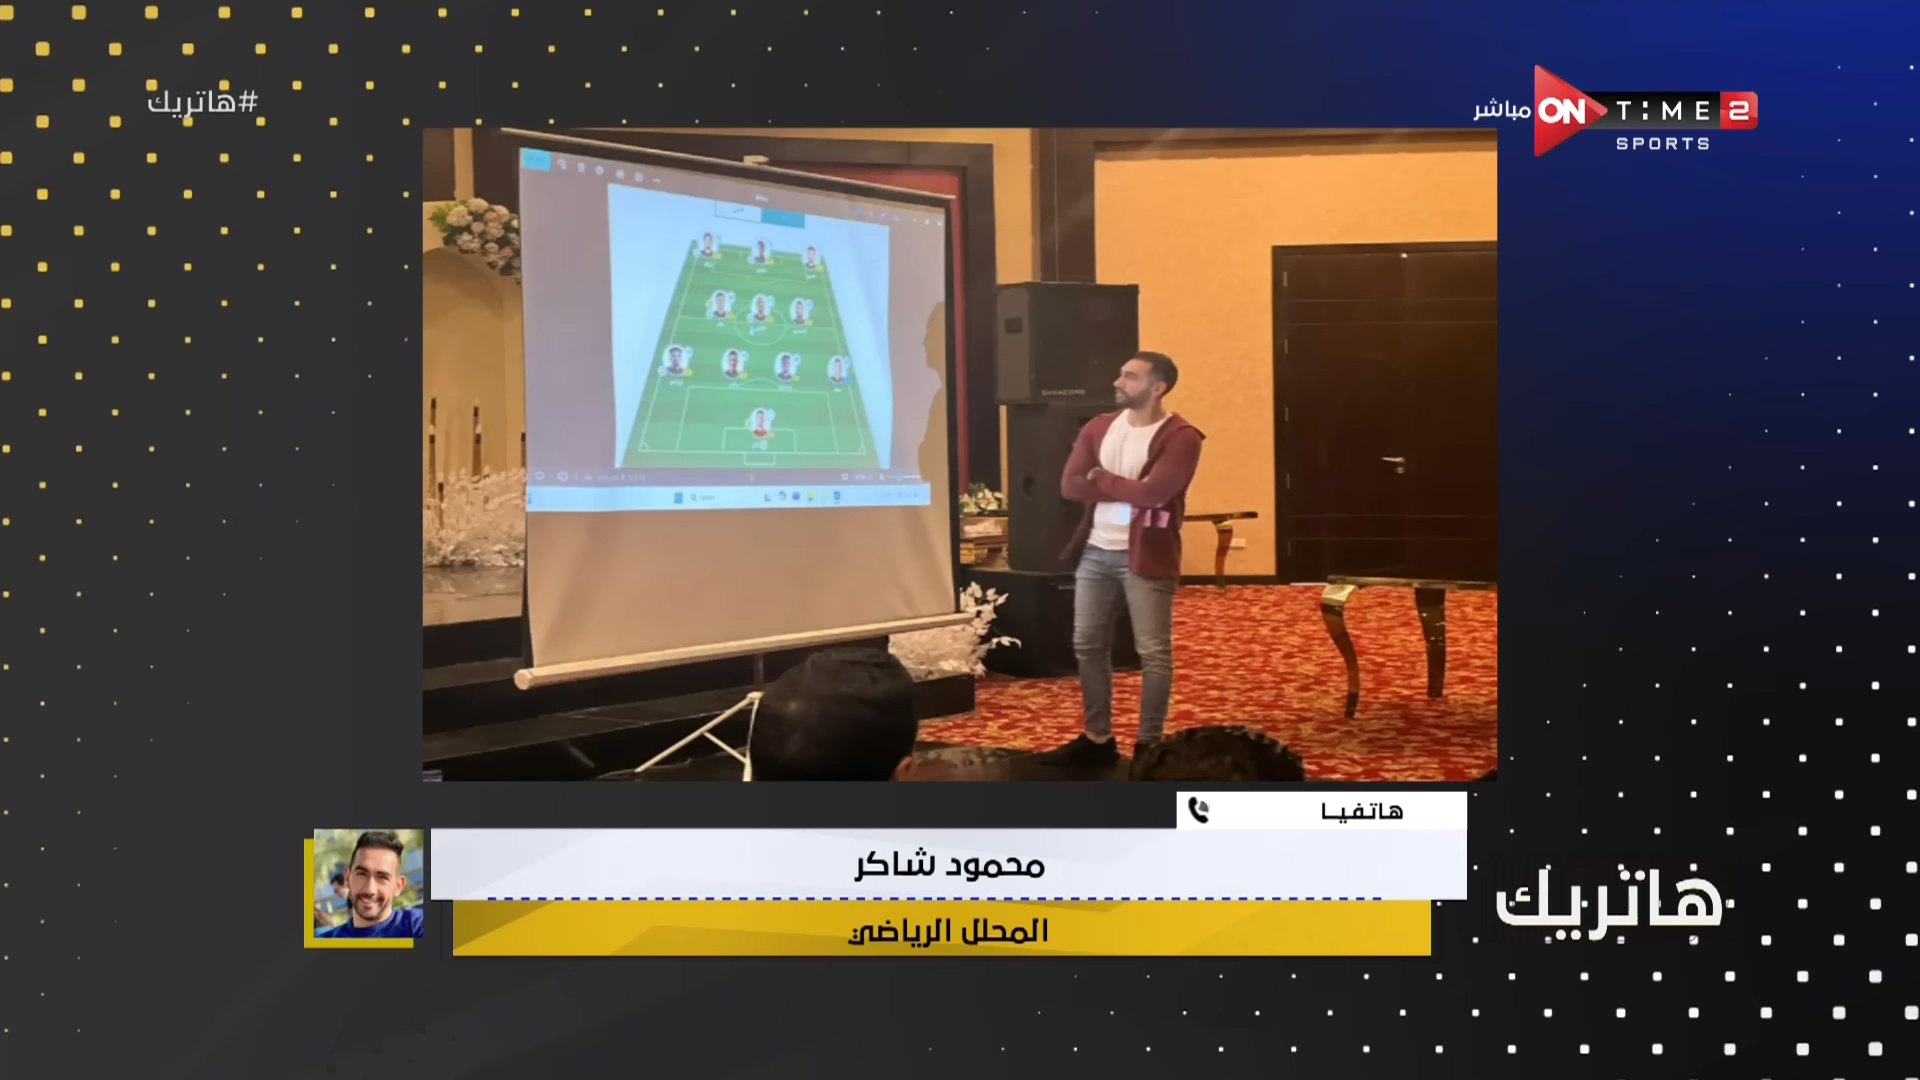 #هاتريك
مباشر
ON TIME 2
SPORTS
هاتفيا
محمود شاكر
المحلل الرياضي
هاتريك